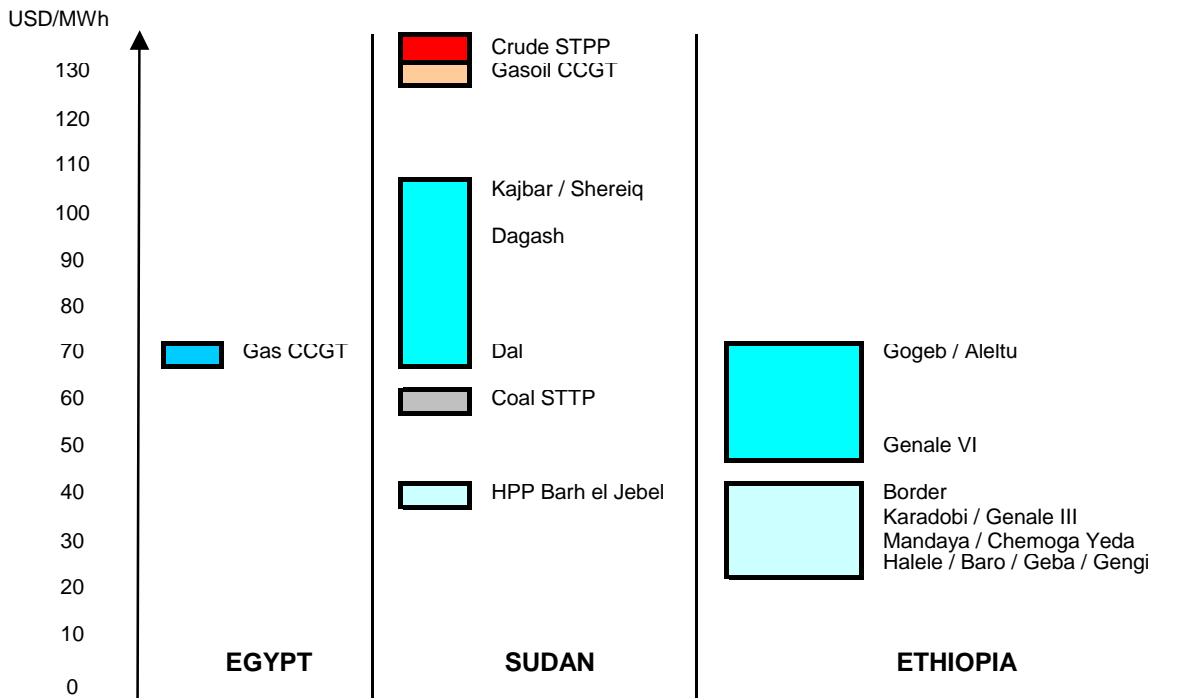 USD/MWh
Crude STPP
130
Gasoil CCGT
120
110
Kajbar / Shereiq
100
Dagash
90
80
70
Gas CCGT
Dal
Gogeb / Aleltu
60
Coal STTP
50
Genale VI
40
HPP Barh el Jebel
Border
Karadobi / Genale III
30
Mandaya / Chemoga Yeda
Halele / Baro / Geba / Gengi
20
10
EGYPT
SUDAN
ETHIOPIA
0